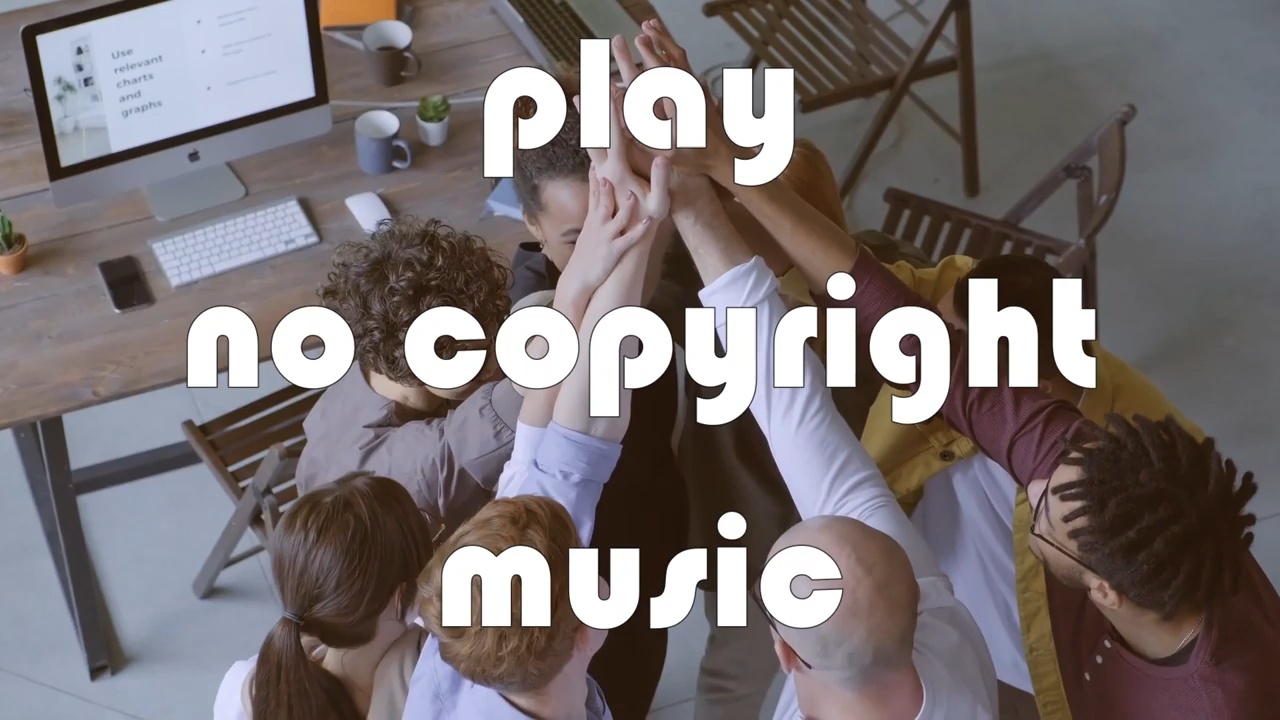 play
no copyright
music
Use
relevant
charts
and
graphs